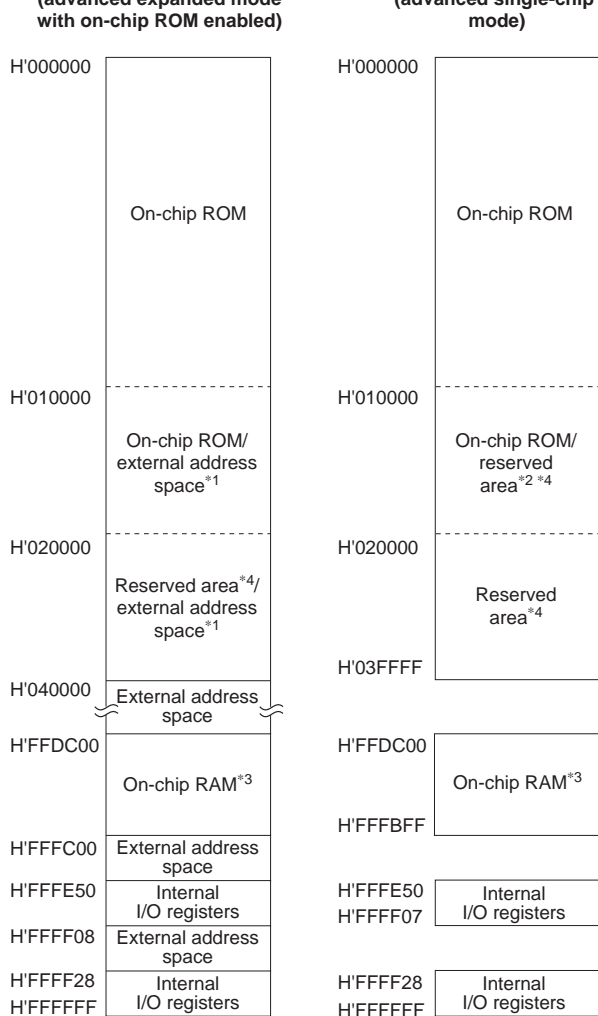 (advanced expanded mode
with on-chip ROM enabled)
H'000000
On-chip ROM
H'010000
On-chip ROM/
external address
space*1
H'020000
Reserved area*4/
external address
space*1
H'040000
External address
space
H'FFDC00
On-chip RAM*3
H'FFFC00
External address
space
H'FFFE50
Internal
I/O registers
H'FFFF08
External address
space
H'FFFF28
Internal
I/O registers
H'FFFFFF
(advanced single-chip
mode)
H'000000
On-chip ROM
H'010000
On-chip ROM/
reserved
area*2 *4
H'020000
Reserved
area*4
H'03FFFF
H'FFDC00
On-chip RAM*3
H'FFFBFF
H'FFFE50
Internal
I/O registers
H'FFFF07
H'FFFF28
Internal
I/O registers
H'FFFFFF